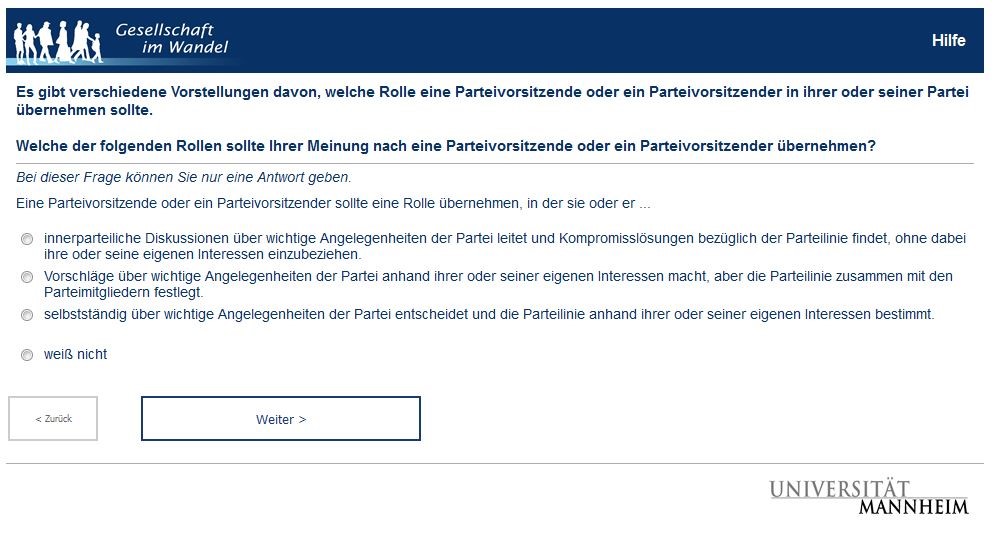 Gesellschaft
im Wandel
Hilfe
Es gibt verschiedene Vorstellungen davon, welche Rolle eine Parteivorsitzende oder ein Parteivorsitzender in ihrer oder seiner Partei
übernehmen sollte.
Welche der folgenden Rollen sollte Ihrer Meinung nach eine Parteivorsitzende oder ein Parteivorsitzender übernehmen?
Bei dieser Frage können Sie nur eine Antwort geben.
Eine Parteivorsitzende oder ein Parteivorsitzender sollte eine Rolle übernehmen, in der sie oder er ...
innerparteiliche Diskussionen über wichtige Angelegenheiten der Partei leitet und Kompromisslösungen bezüglich der Parteilinie findet, ohne dabei
ihre oder seine eigenen Interessen einzubeziehen.
Vorschläge über wichtige Angelegenheiten der Partei anhand ihrer oder seiner eigenen Interessen macht, aber die Parteilinie zusammen mit den
Parteimitgliedern festlegt.
selbstständig über wichtige Angelegenheiten der Partei entscheidet und die Parteilinie anhand ihrer oder seiner eigenen Interessen bestimmt.
weiß nicht
< Zurück
Weiter >
UNIVERSITÄT
MANNHEIM